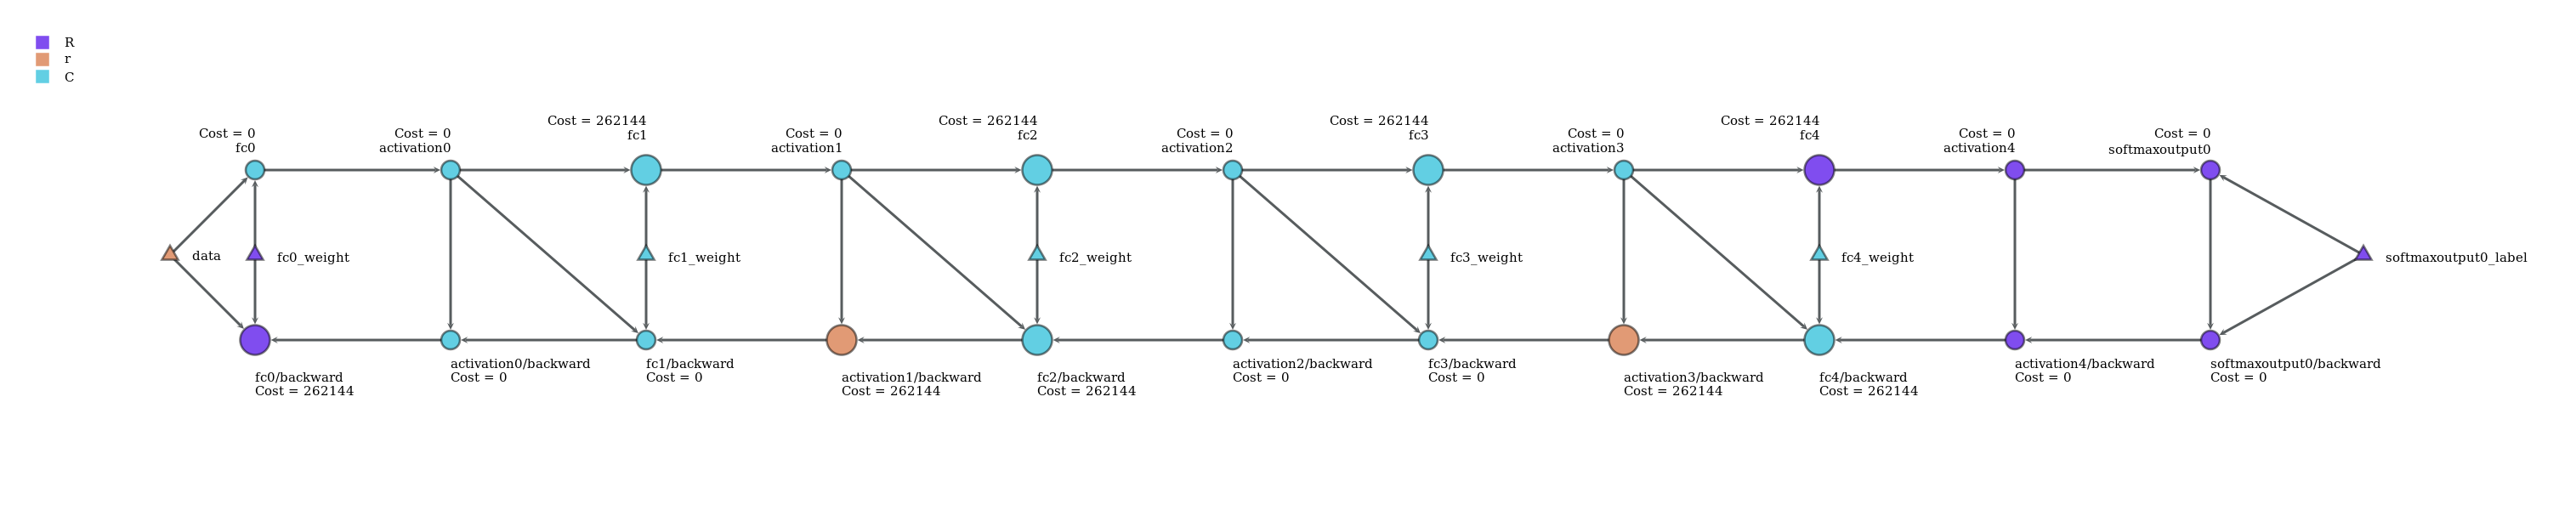 R
r
C
Cost = 0
fc0
Cost = 0
activation0
Cost = 262144
fc1
Cost = 0
activation1
Cost = 262144
fc2
Cost = 0
activation2
Cost = 262144
fc3
Cost = 0
activation3
Cost = 262144
fc4
Cost = 0
activation4
Cost = 0
softmaxoutput0
data
fc0_weight
fc1_weight
fc2_weight
fc3_weight
fc4_weight
softmaxoutput0_label
fc0/backward
Cost = 262144
activation0/backward
Cost = 0
fc1/backward
Cost = 0
activation1/backward
Cost = 262144
fc2/backward
Cost = 262144
activation2/backward
Cost = 0
fc3/backward
Cost = 0
activation3/backward
Cost = 262144
fc4/backward
Cost = 262144
activation4/backward
Cost = 0
softmaxoutput0/backward
Cost = 0